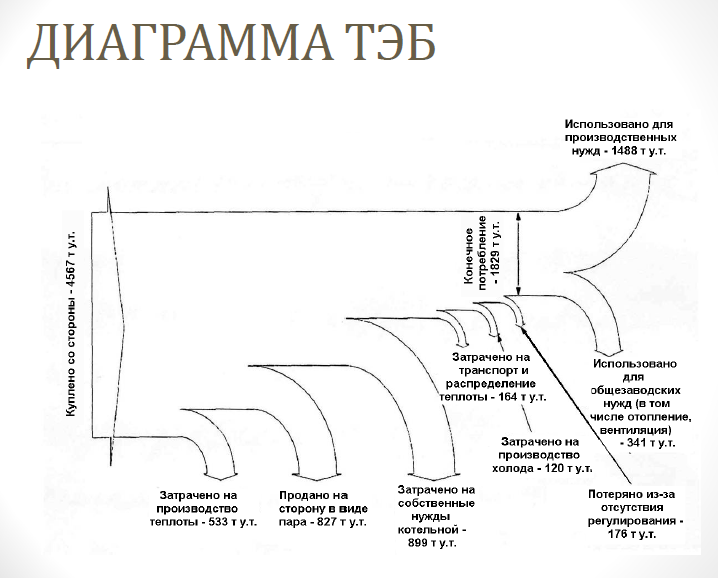 ДИАГРАММА ТЭБ
Использовано для
производственных
нужд - 1488 т у.т.
Куплено со стороны - 4567 т у.т.
Конечное
потребление
- 1829 т у.т.
Затрачено на
транспорт и
распределение
теплоты - 164 т у.т.
Использовано
для
общезаводских
нужд (в том
числе отопление,
вентиляция)
- 341 т у.т.
Затрачено на
производство
холода - 120 т у.т.
Затрачено на
производство
теплоты - 533 т у.т.
Продано на
сторону в виде
пара - 827 т у.т.
Затрачено на
собственные
нужды
котельной -
899 т у.т.
Потеряно из-за
отсутствия
регулирования -
176 т у.т.